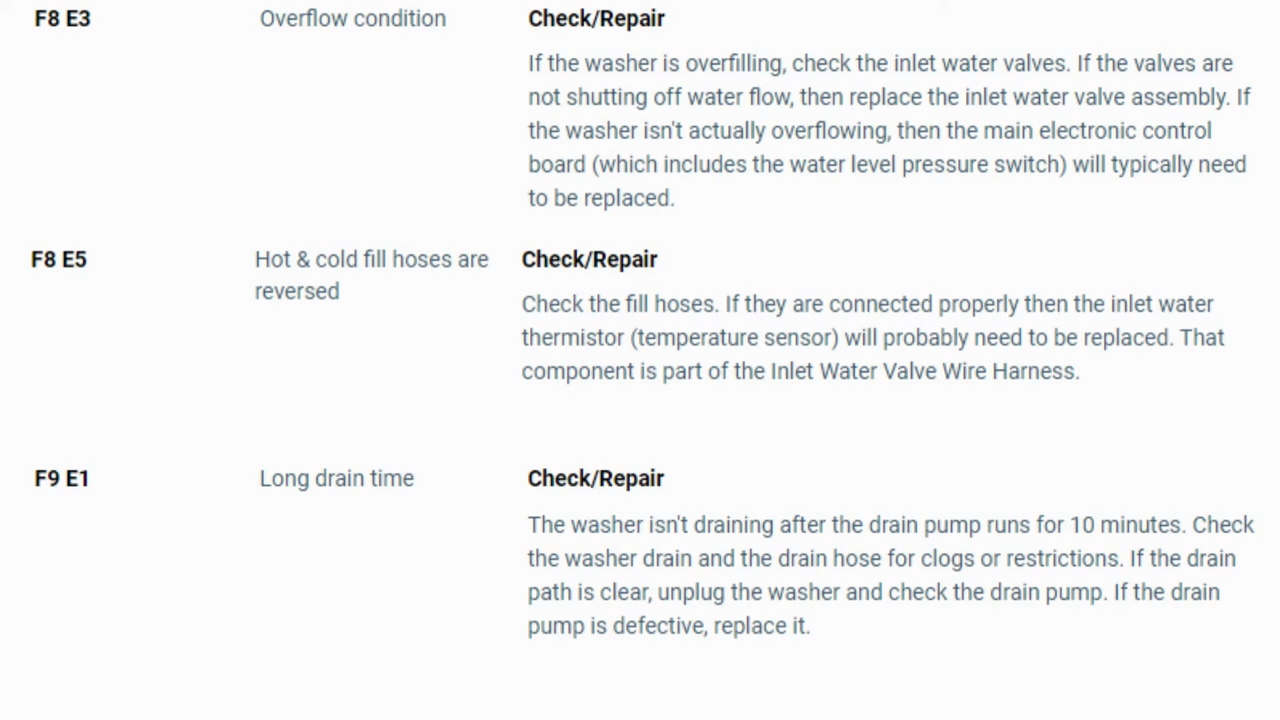 F8 E3 Overflow condition Check/Repair
If the washer is overfilling, check the inlet water valves. If the valves are
not shutting off water flow, then replace the inlet water valve assembly. If
the washer isn't actually overflowing, then the main electronic control
board (which includes the water level pressure switch) will typically need
to be replaced.
F8 E5 Hot & cold fill hoses are Check/Repair
reversed
Check the fill hoses. If they are connected properly then the inlet water
thermistor (temperature sensor) will probably need to be replaced. That
component is part of the Inlet Water Valve Wire Harness.
F9 E1 Long drain time Check/Repair
The washer isn't draining after the drain pump runs for 10 minutes. Check
the washer drain and the drain hose for clogs or restrictions. If the drain
path is clear, unplug the washer and check the drain pump. If the drain
pump is defective, replace it.